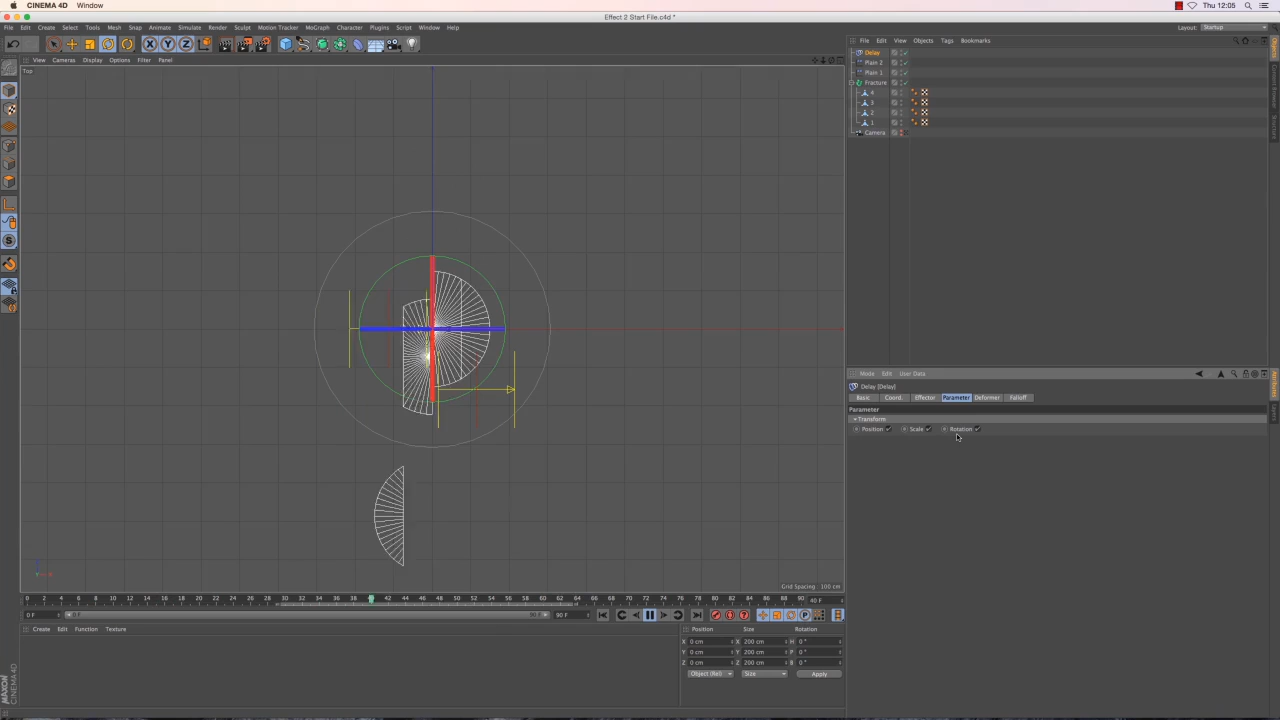 CINEMA 4D Window
Thu 12:05
Effect 2 Start File.c4d *
File Edit Create Select Tools Mesh Snap Animate Simulate Render Sculpt Motion Tracker MoGraph Character Plugins Script Window Help
Layout: Startup
X Y Z
File Edit View Objects Tags Bookmarks
View Cameras Display Options Filter Panel
Top
Delay
Plain 2
Plain 1
Fracture
4
3
2
1
Camera
Objects
Content Browser
Structure
Mode Edit User Data
Delay [Delay]
Basic Coord. Effector Parameter Deformer Falloff
Parameter
Transform
Position Scale Rotation
Attributes
Layers
Grid Spacing : 100 cm
0 2 4 6 8 10 12 14 16 18 20 22 24 26 28 30 32 34 36 38 42 44 46 48 50 52 54 56 58 60 62 64 66 68 70 72 74 76 78 80 82 84 86 88 90
40 F
0 F 0 F 90 F
Create Edit Function Texture
Position Size Rotation
X 0 cm X 200 cm H 0 °
Y 0 cm Y 200 cm P 0 °
Z 0 cm Z 200 cm B 0 °
Object (Rel) Size Apply
MAXON CINEMA 4D